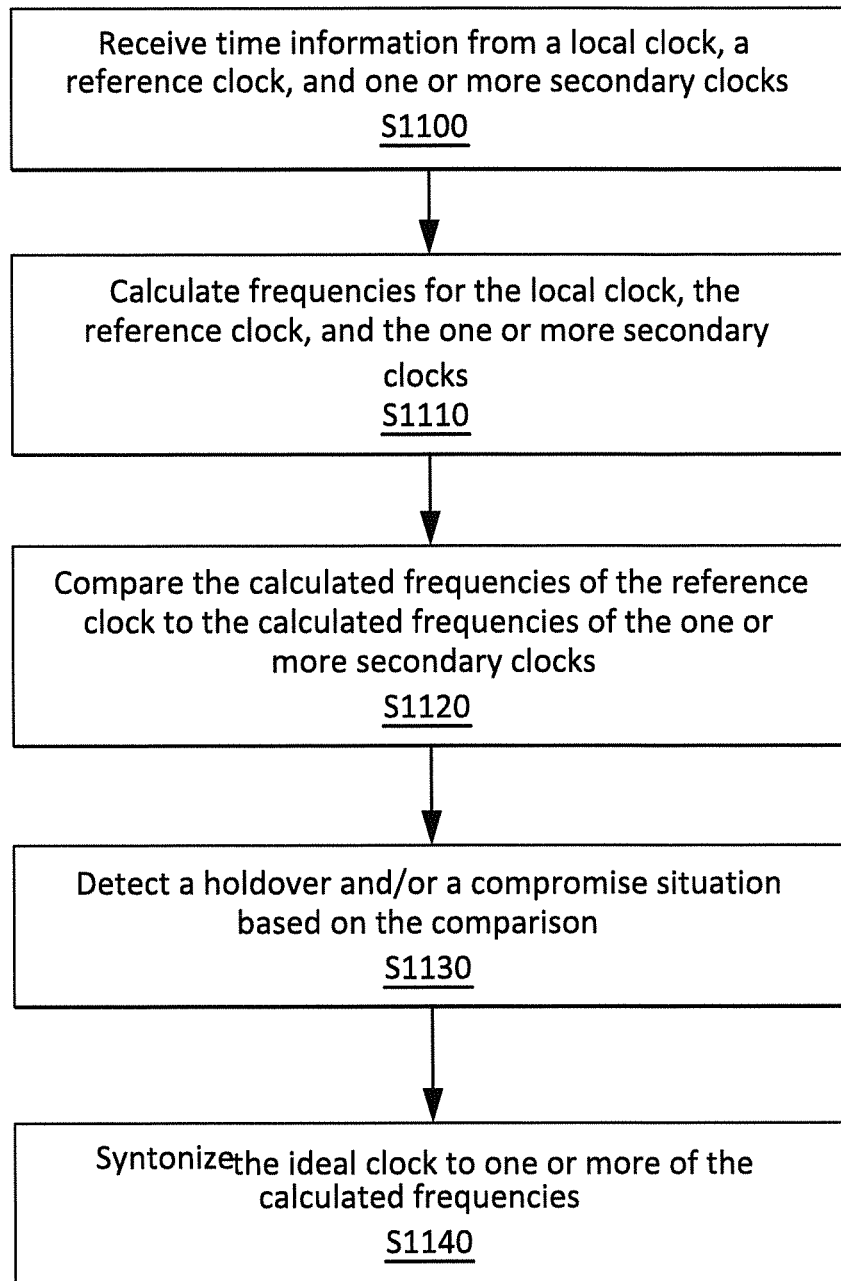 Receive time information from a local clock, a
reference clock, and one or more secondary clocks
S1100
Calculate frequencies for the local clock, the
reference clock, and the one or more secondary
clocks
S1110
Compare the calculated frequencies of the reference
clock to the calculated frequencies of the one or
more secondary clocks
S1120
Detect a holdover and/or a compromise situation
based on the comparison
S1130
Syntonize the ideal clock to one or more of the
calculated frequencies
S1140